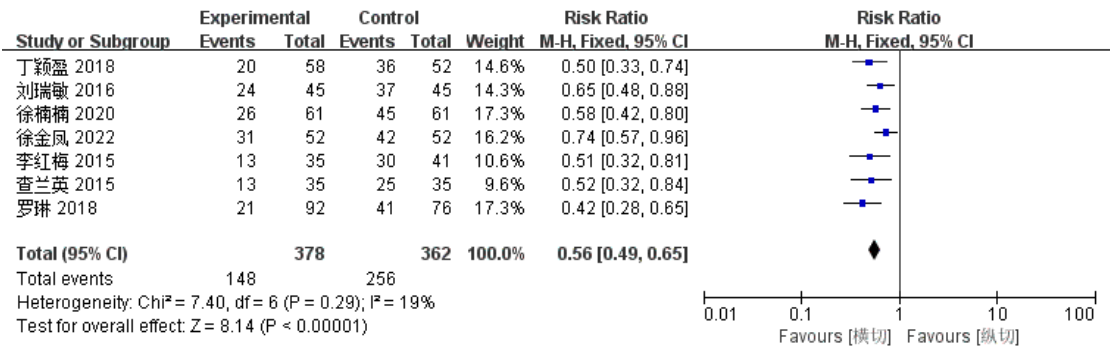 Experimental Control Risk Ratio Risk Ratio
Study or Subgroup Events Total Events Total Weight M-H, Fixed, 95% CI M-H, Fixed, 95% CI
丁颖盈 2018 20 58 36 52 14.6% 0.50 [0.33, 0.74]
刘瑞敏 2016 24 45 37 45 14.3% 0.65 [0.48, 0.88]
徐楠楠 2020 26 61 45 61 17.3% 0.58 [0.42, 0.80]
徐金凤 2022 31 52 42 52 16.2% 0.74 [0.57, 0.96]
李红梅 2015 13 35 30 41 10.6% 0.51 [0.32, 0.81]
查兰英 2015 13 35 25 35 9.6% 0.52 [0.32, 0.84]
罗琳 2018 21 92 41 76 17.3% 0.42 [0.28, 0.65]
Total (95% CI) 378 362 100.0% 0.56 [0.49, 0.65]
Total events 148 256
Heterogeneity: Chi² = 7.40, df = 6 (P = 0.29); I² = 19%
Test for overall effect: Z = 8.14 (P < 0.00001)
0.01 0.1 1 10 100
Favours [横切] Favours [纵切]